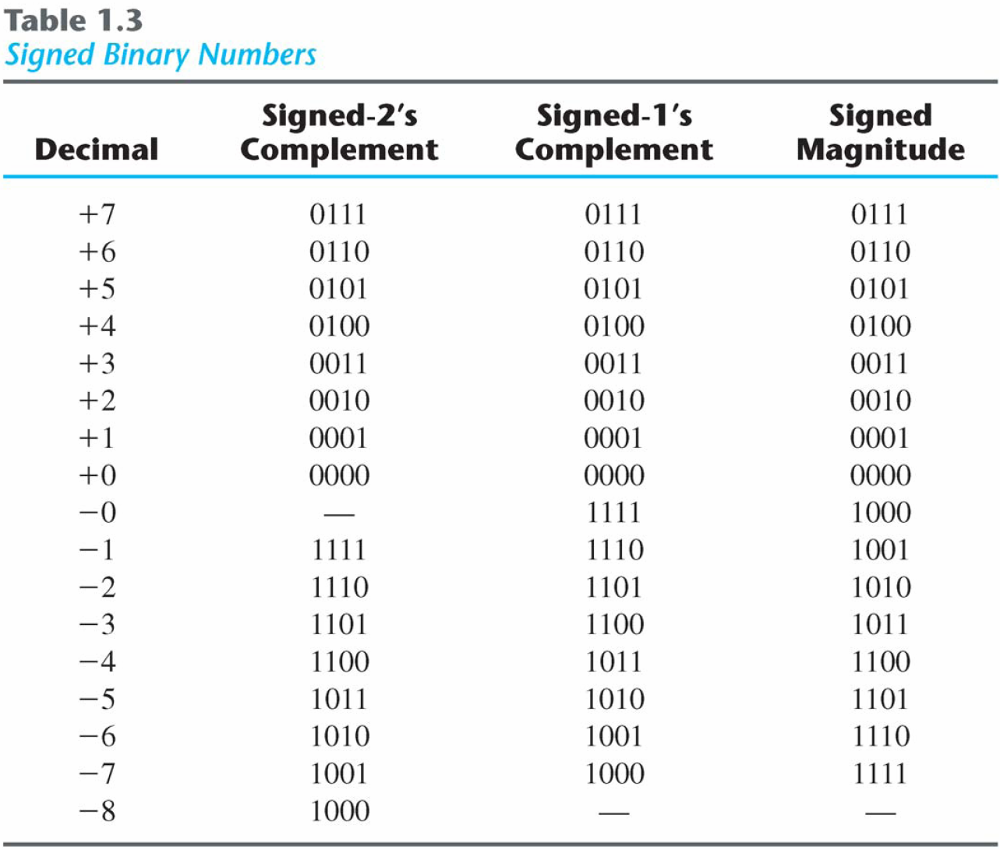 Table 1.3
Signed Binary Numbers
Decimal Signed-2's Complement Signed-1's Complement Signed Magnitude
+7 0111 0111 0111
+6 0110 0110 0110
+5 0101 0101 0101
+4 0100 0100 0100
+3 0011 0011 0011
+2 0010 0010 0010
+1 0001 0001 0001
+0 0000 0000 0000
−0 — 1111 1000
−1 1111 1110 1001
−2 1110 1101 1010
−3 1101 1100 1011
−4 1100 1011 1100
−5 1011 1010 1101
−6 1010 1001 1110
−7 1001 1000 1111
−8 1000 — —